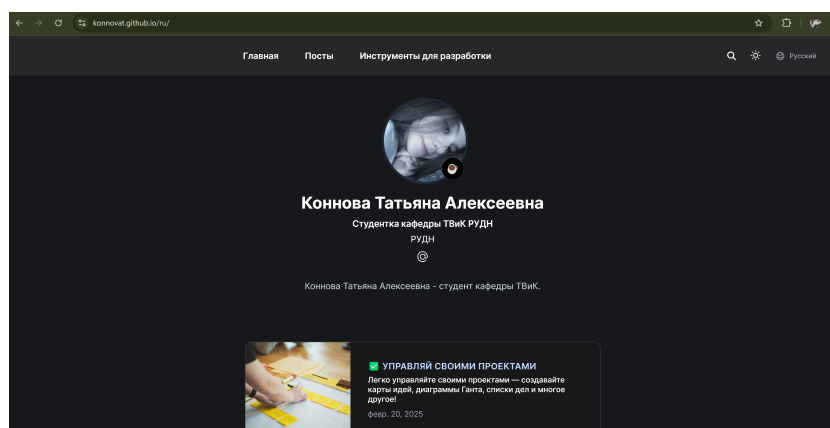 konnovat.github.io/ru/
Главная Посты Инструменты для разработки Русский
Коннова Татьяна Алексеевна
Студентка кафедры ТВиК РУДН
РУДН
Коннова Татьяна Алексеевна - студент кафедры ТВиК.
✅ УПРАВЛЯЙ СВОИМИ ПРОЕКТАМИ
Легко управляйте своими проектами — создавайте
карты идей, диаграммы Ганта, списки дел и многое
другое!
февр. 20, 2025